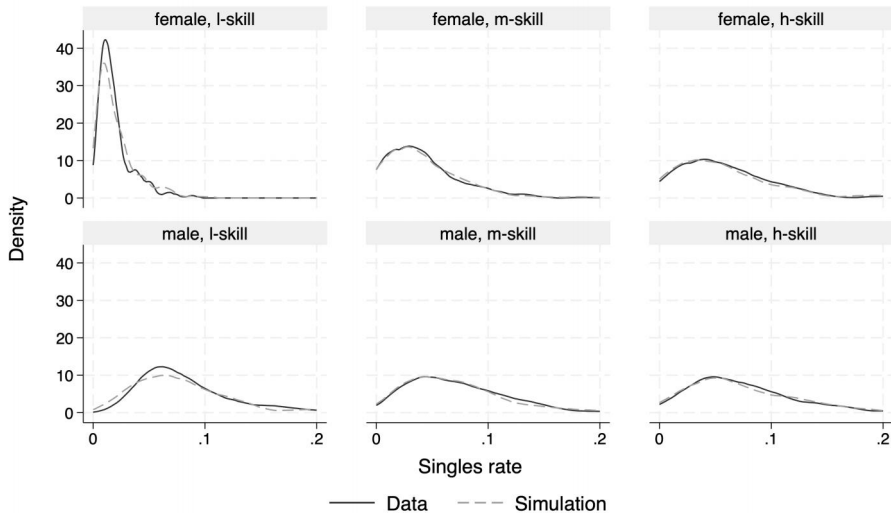 female, l-skill
female, m-skill
female, h-skill
40
30
20
10
0
Density
male, l-skill
male, m-skill
male, h-skill
40
30
20
10
0
0
.1
.2
0
.1
.2
0
.1
.2
Singles rate
Data
Simulation